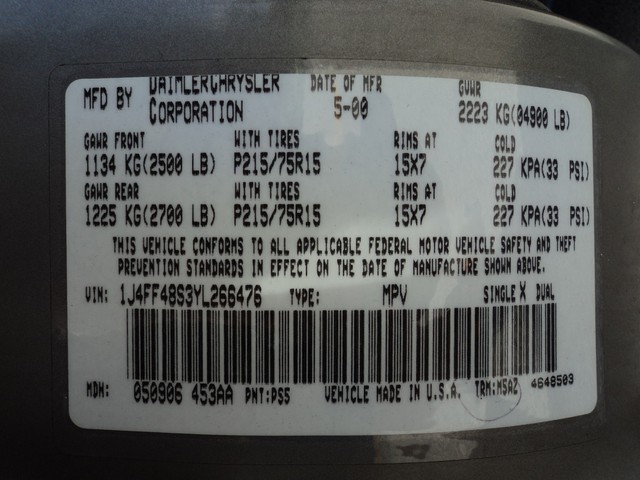 MFD BY DAIMLERCHRYSLER CORPORATION DATE OF MFR 5-00 GVWR 2223 KG(04900 LB)
GAWR FRONT WITH TIRES RIMS AT COLD
1134 KG(2500 LB) P215/75R15 15X7 227 KPA(33 PSI)
GAWR REAR WITH TIRES RIMS AT COLD
1225 KG(2700 LB) P215/75R15 15X7 227 KPA(33 PSI)
THIS VEHICLE CONFORMS TO ALL APPLICABLE FEDERAL MOTOR VEHICLE SAFETY AND THEFT
PREVENTION STANDARDS IN EFFECT ON THE DATE OF MANUFACTURE SHOWN ABOVE.
VIN: 1J4FF48S3YL266476 TYPE: MPV SINGLE X DUAL
MDH: 050906 453AA PNT:PS5 VEHICLE MADE IN U.S.A. TRM:M5AZ 4648503